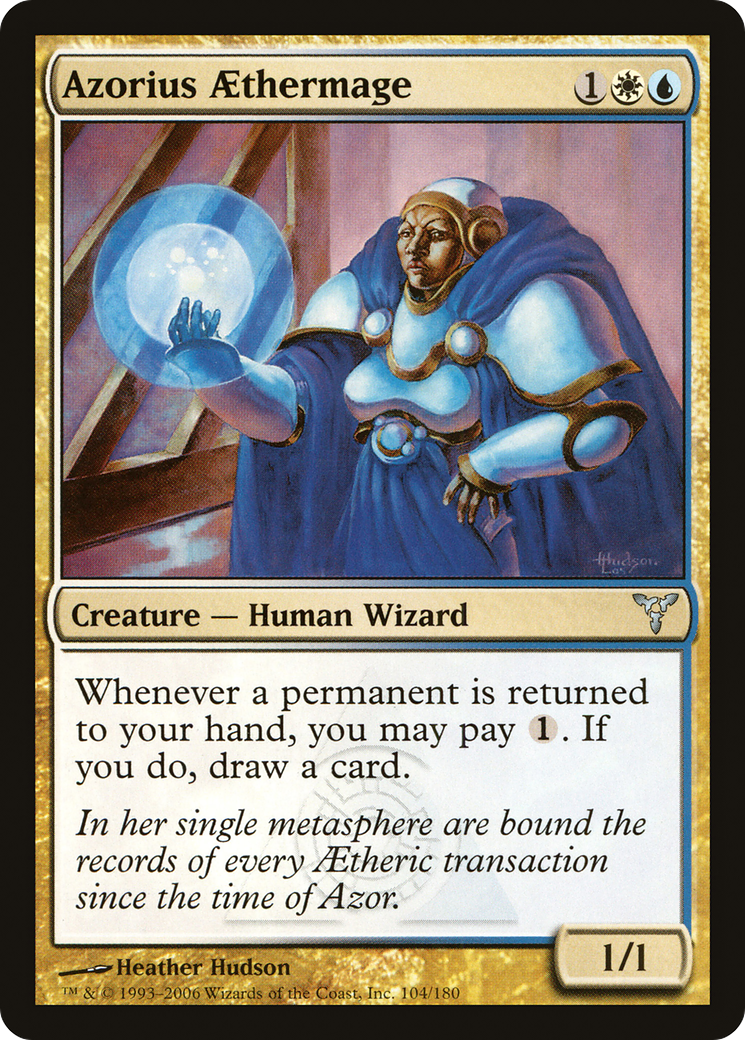 Azorius Æthermage
1
Hudson
Creature — Human Wizard
Whenever a permanent is returned
to your hand, you may pay 1. If
you do, draw a card.
In her single metasphere are bound the
records of every Ætheric transaction
since the time of Azor.
1/1
Heather Hudson
™ & © 1993–2006 Wizards of the Coast, Inc. 104/180